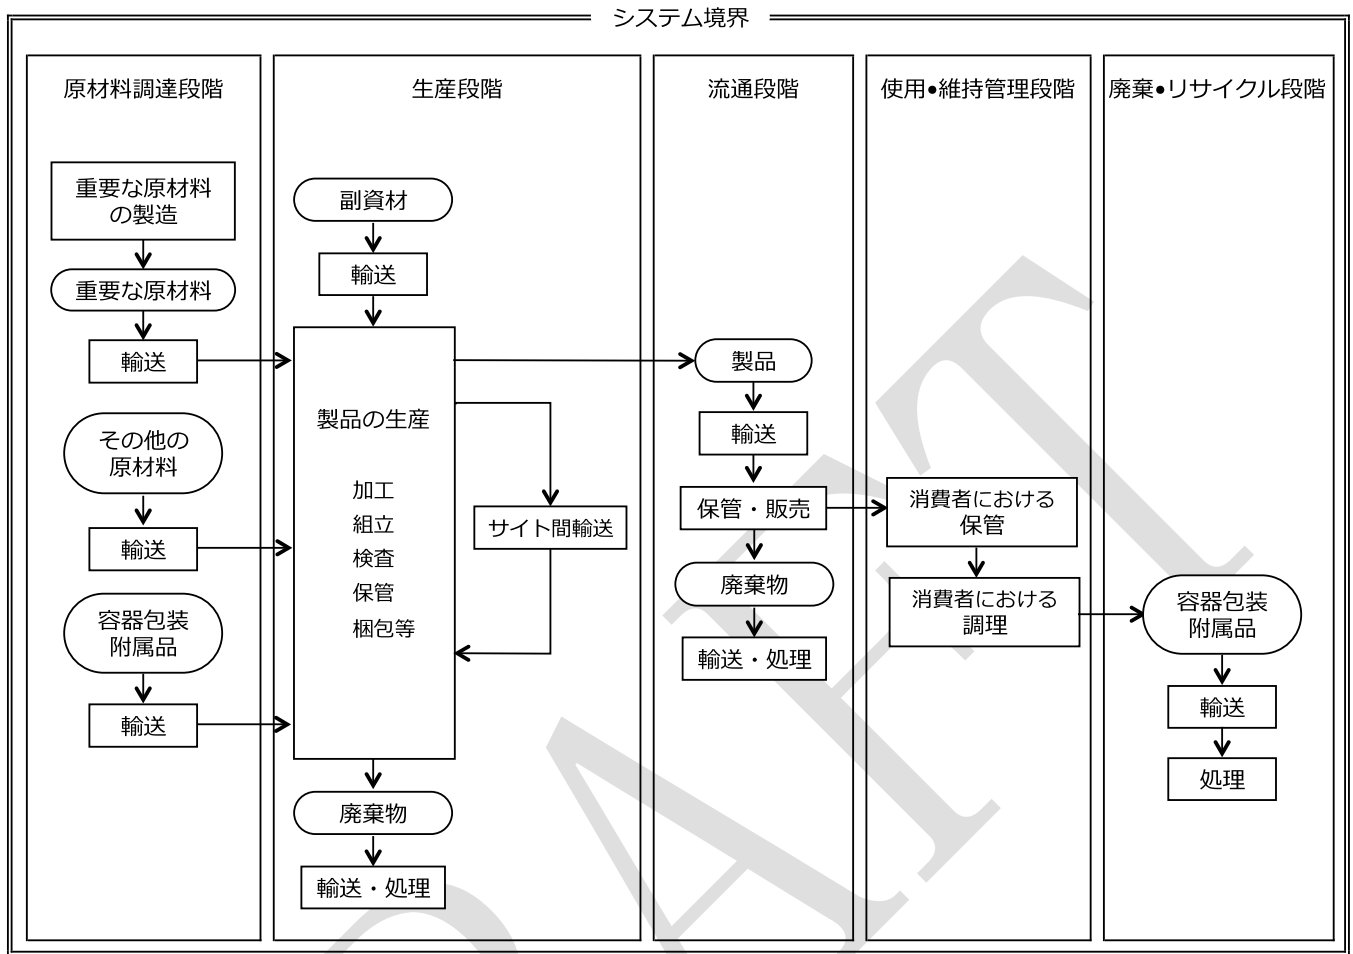 システム境界
原材料調達段階
重要な原材料
の製造
重要な原材料
輸送
その他の
原材料
輸送
容器包装
附属品
輸送
生産段階
副資材
輸送
製品の生産
加工
組立
検査
保管
梱包等
サイト間輸送
廃棄物
輸送・処理
流通段階
製品
輸送
保管・販売
廃棄物
輸送・処理
使用•維持管理段階
消費者における
保管
消費者における
調理
廃棄•リサイクル段階
容器包装
附属品
輸送
処理
DRAFT